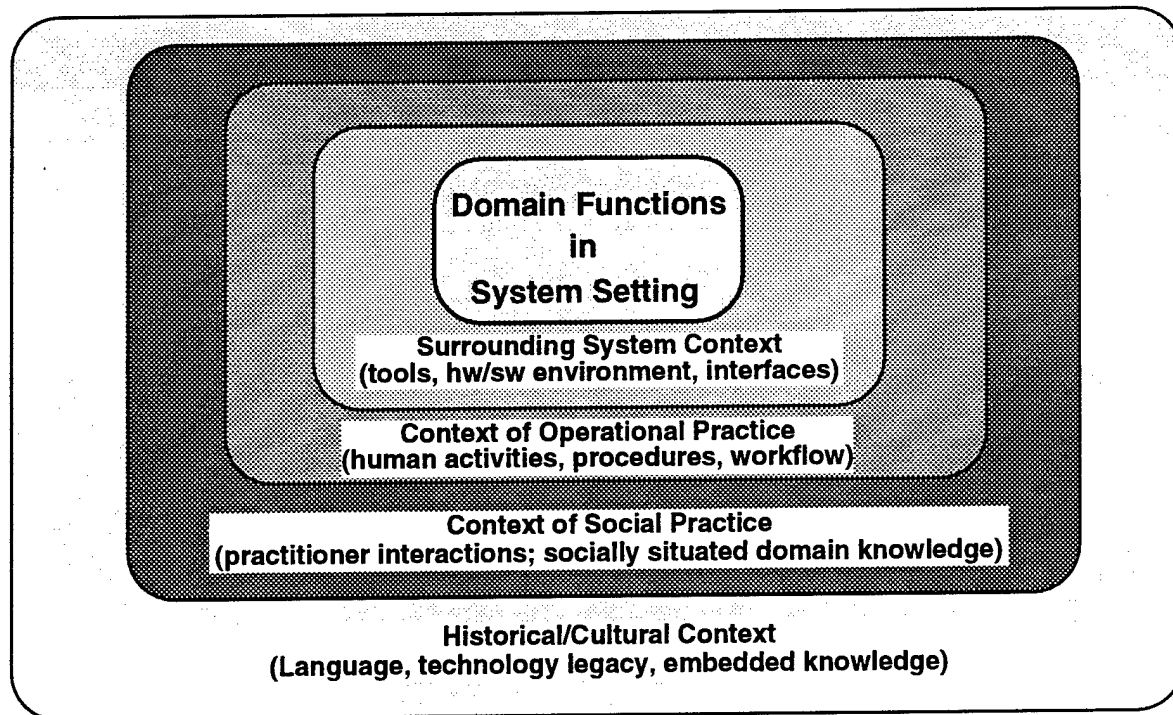 Domain Functions
in
System Setting
Surrounding System Context
(tools, hw/sw environment, interfaces)
Context of Operational Practice
(human activities, procedures, workflow)
Context of Social Practice
(practitioner interactions; socially situated domain knowledge)
Historical/Cultural Context
(Language, technology legacy, embedded knowledge)